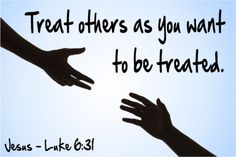 Treat others as you want
to be treated.
Jesus - Luke 6:31